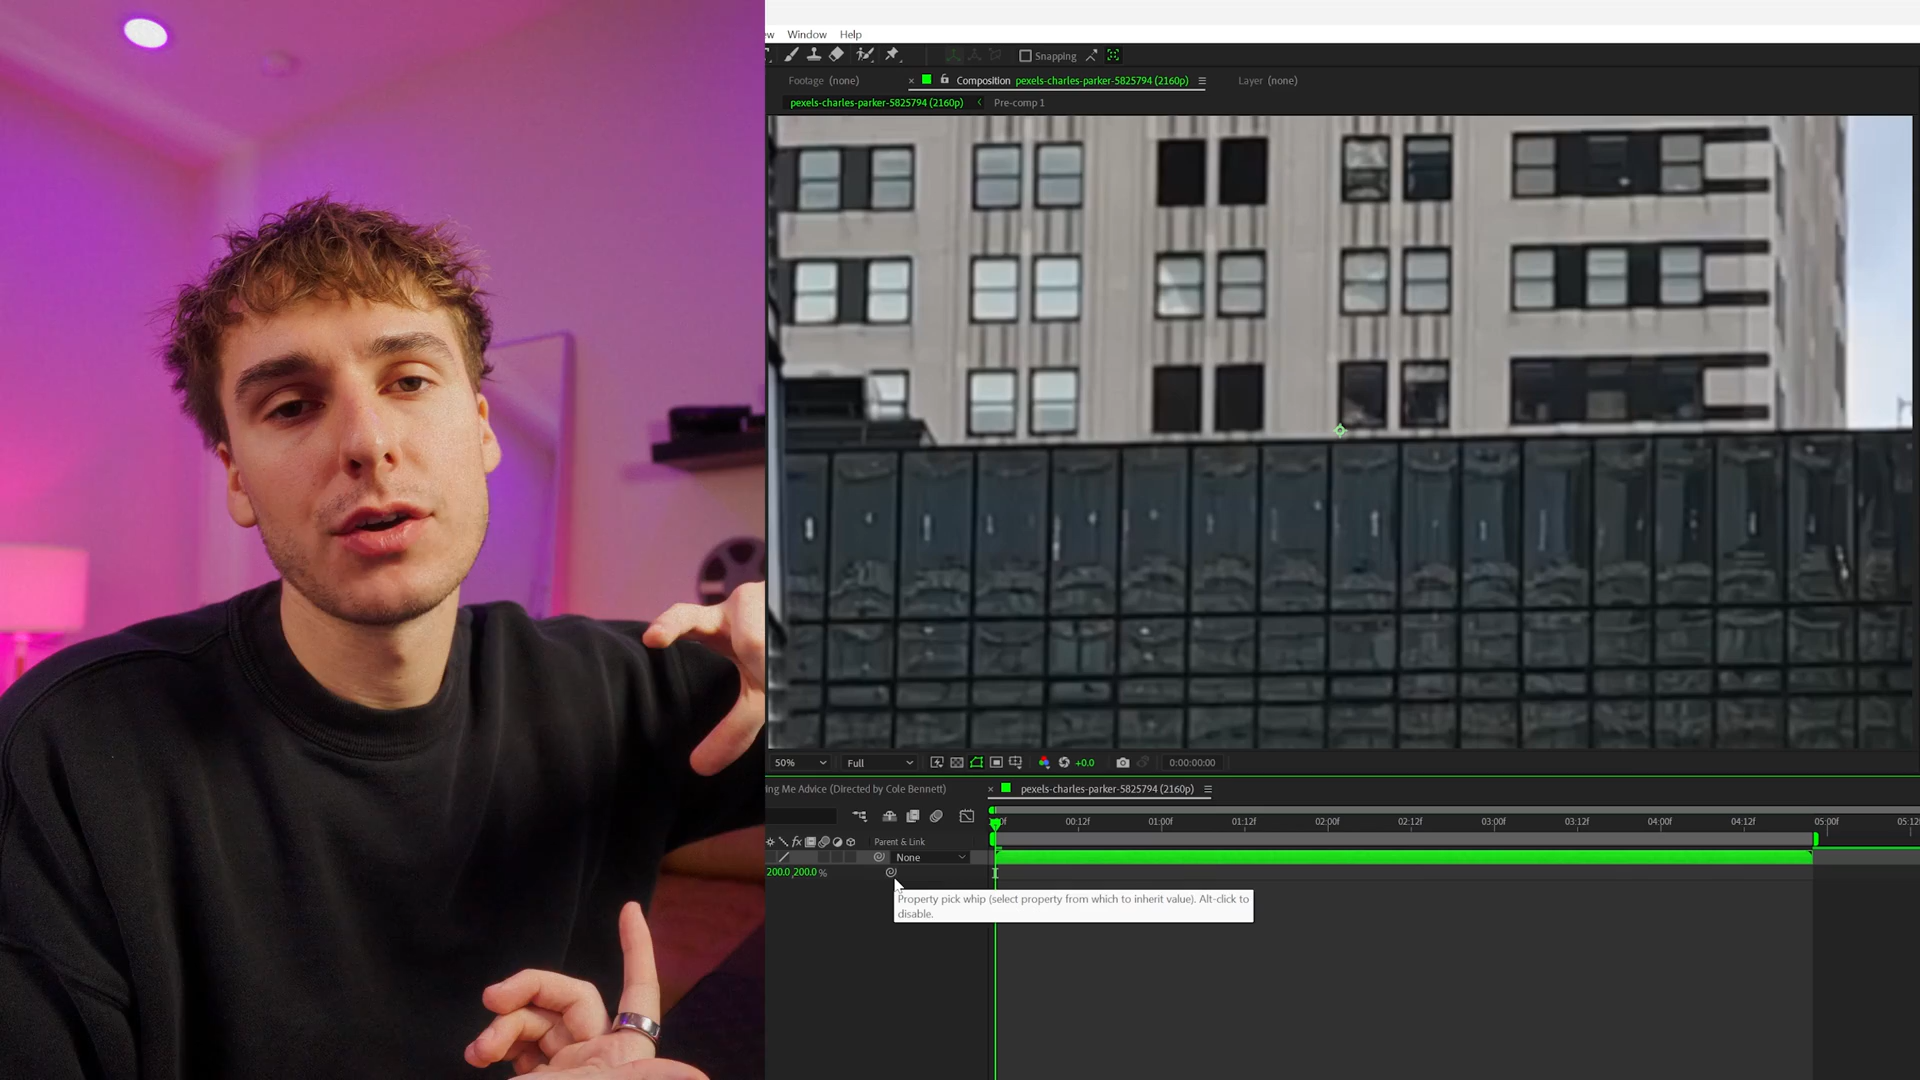 ew Window Help
Snapping
Footage (none) × Composition pexels-charles-parker-5825794 (2160p) Layer (none)
pexels-charles-parker-5825794 (2160p) Pre-comp 1
50% Full +0.0 0:00:00:00
ing Me Advice (Directed by Cole Bennett) × pexels-charles-parker-5825794 (2160p)
00f 00:12f 01:00f 01:12f 02:00f 02:12f 03:00f 03:12f 04:00f 04:12f 05:00f 05:12
fx Parent & Link
None
200.0,200.0 %
Property pick whip (select property from which to inherit value). Alt-click to
disable.